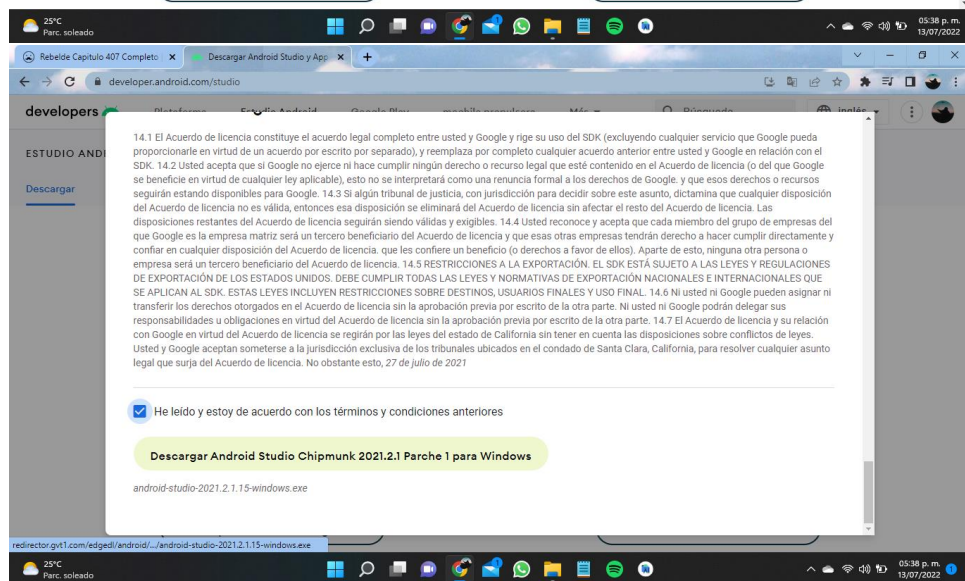 25°C
Parc. soleado
05:38 p. m.
13/07/2022
Rebelde Capitulo 407 Completo
Descargar Android Studio y App
developer.android.com/studio
developers
Estudio Android
Google Play
Más
Búsqueda
inglés
ESTUDIO ANDI
Descargar
14.1 El Acuerdo de licencia constituye el acuerdo legal completo entre usted y Google y rige su uso del SDK (excluyendo cualquier servicio que Google pueda
proporcionarle en virtud de un acuerdo por escrito por separado), y reemplaza por completo cualquier acuerdo anterior entre usted y Google en relación con el
SDK. 14.2 Usted acepta que si Google no ejerce ni hace cumplir ningún derecho o recurso legal que esté contenido en el Acuerdo de licencia (o del que Google
se beneficie en virtud de cualquier ley aplicable), esto no se interpretará como una renuncia formal a los derechos de Google. y que esos derechos o recursos
seguirán estando disponibles para Google. 14.3 Si algún tribunal de justicia, con jurisdicción para decidir sobre este asunto, dictamina que cualquier disposición
del Acuerdo de licencia no es válida, entonces esa disposición se eliminará del Acuerdo de licencia sin afectar el resto del Acuerdo de licencia. Las
disposiciones restantes del Acuerdo de licencia seguirán siendo válidas y exigibles. 14.4 Usted reconoce y acepta que cada miembro del grupo de empresas del
que Google es la empresa matriz será un tercero beneficiario del Acuerdo de licencia y que esas otras empresas tendrán derecho a hacer cumplir directamente y
confiar en cualquier disposición del Acuerdo de licencia. que les confiere un beneficio (o derechos a favor de ellos). Aparte de esto, ninguna otra persona o
empresa será un tercero beneficiario del Acuerdo de licencia. 14.5 RESTRICCIONES A LA EXPORTACIÓN. EL SDK ESTÁ SUJETO A LAS LEYES Y REGULACIONES
DE EXPORTACIÓN DE LOS ESTADOS UNIDOS. DEBE CUMPLIR TODAS LAS LEYES Y NORMATIVAS DE EXPORTACIÓN NACIONALES E INTERNACIONALES QUE
SE APLICAN AL SDK. ESTAS LEYES INCLUYEN RESTRICCIONES SOBRE DESTINOS, USUARIOS FINALES Y USO FINAL. 14.6 Ni usted ni Google pueden asignar ni
transferir los derechos otorgados en el Acuerdo de licencia sin la aprobación previa por escrito de la otra parte. Ni usted ni Google podrán delegar sus
responsabilidades u obligaciones en virtud del Acuerdo de licencia sin la aprobación previa por escrito de la otra parte. 14.7 El Acuerdo de licencia y su relación
con Google en virtud del Acuerdo de licencia se regirán por las leyes del estado de California sin tener en cuenta las disposiciones sobre conflictos de leyes.
Usted y Google aceptan someterse a la jurisdicción exclusiva de los tribunales ubicados en el condado de Santa Clara, California, para resolver cualquier asunto
legal que surja del Acuerdo de licencia. No obstante esto, 27 de julio de 2021
He leído y estoy de acuerdo con los términos y condiciones anteriores
Descargar Android Studio Chipmunk 2021.2.1 Parche 1 para Windows
android-studio-2021.2.1.15-windows.exe
redirector.gvt1.com/edgedl/android/.../android-studio-2021.2.1.15-windows.exe
25°C
Parc. soleado
05:38 p. m.
13/07/2022
1